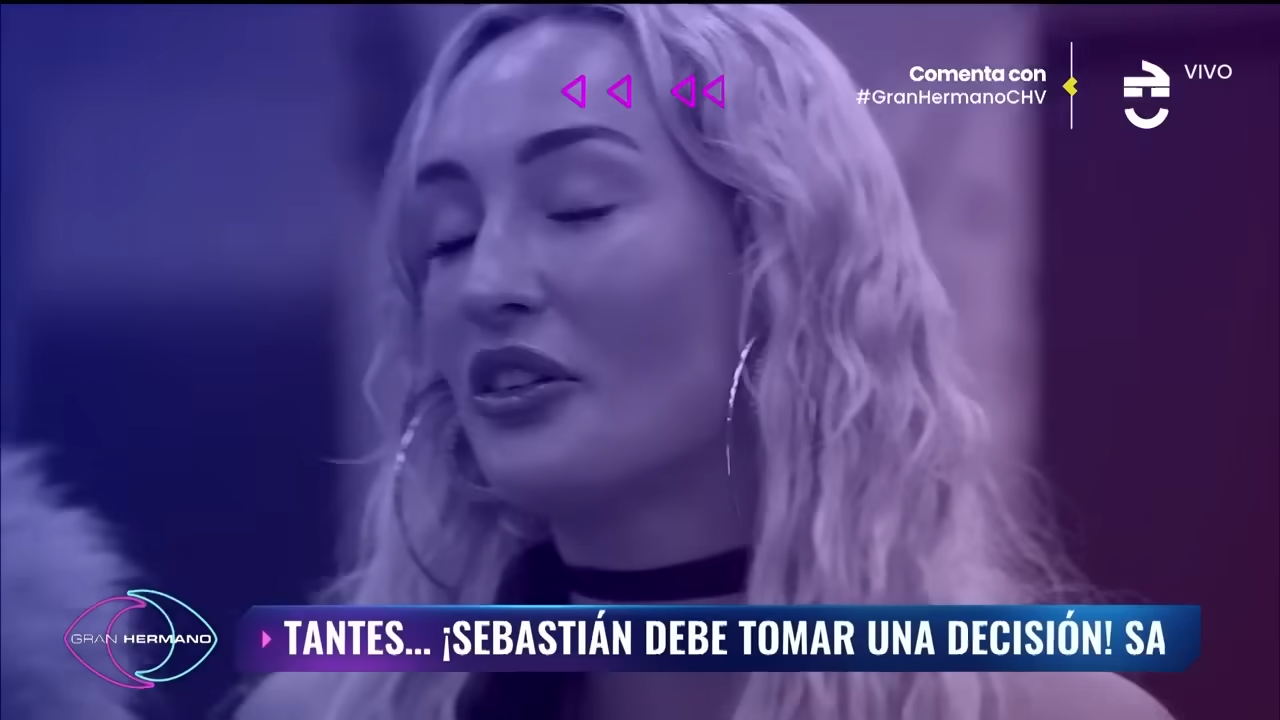 Comenta con
#GranHermanoCHV
VIVO
GRAN HERMANO
TANTES... ¡SEBASTIÁN DEBE TOMAR UNA DECISIÓN! SA